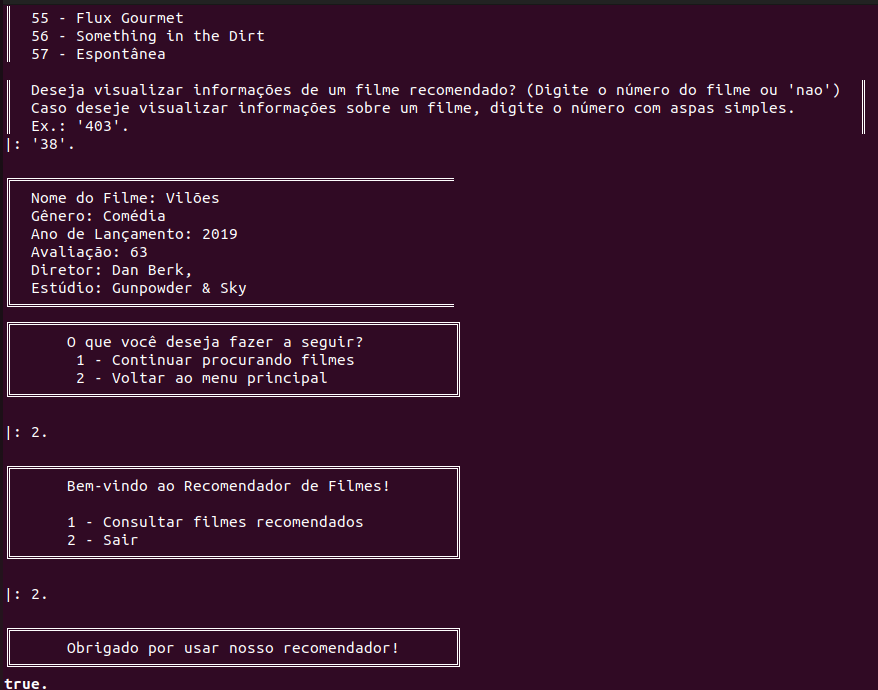 55 - Flux Gourmet
56 - Something in the Dirt
57 - Espontânea
Deseja visualizar informações de um filme recomendado? (Digite o número do filme ou 'nao')
Caso deseje visualizar informações sobre um filme, digite o número com aspas simples.
Ex.: '403'.
|: '38'.
Nome do Filme: Vilões
Gênero: Comédia
Ano de Lançamento: 2019
Avaliação: 63
Diretor: Dan Berk,
Estúdio: Gunpowder & Sky
O que você deseja fazer a seguir?
1 - Continuar procurando filmes
2 - Voltar ao menu principal
|: 2.
Bem-vindo ao Recomendador de Filmes!
1 - Consultar filmes recomendados
2 - Sair
|: 2.
Obrigado por usar nosso recomendador!
true.